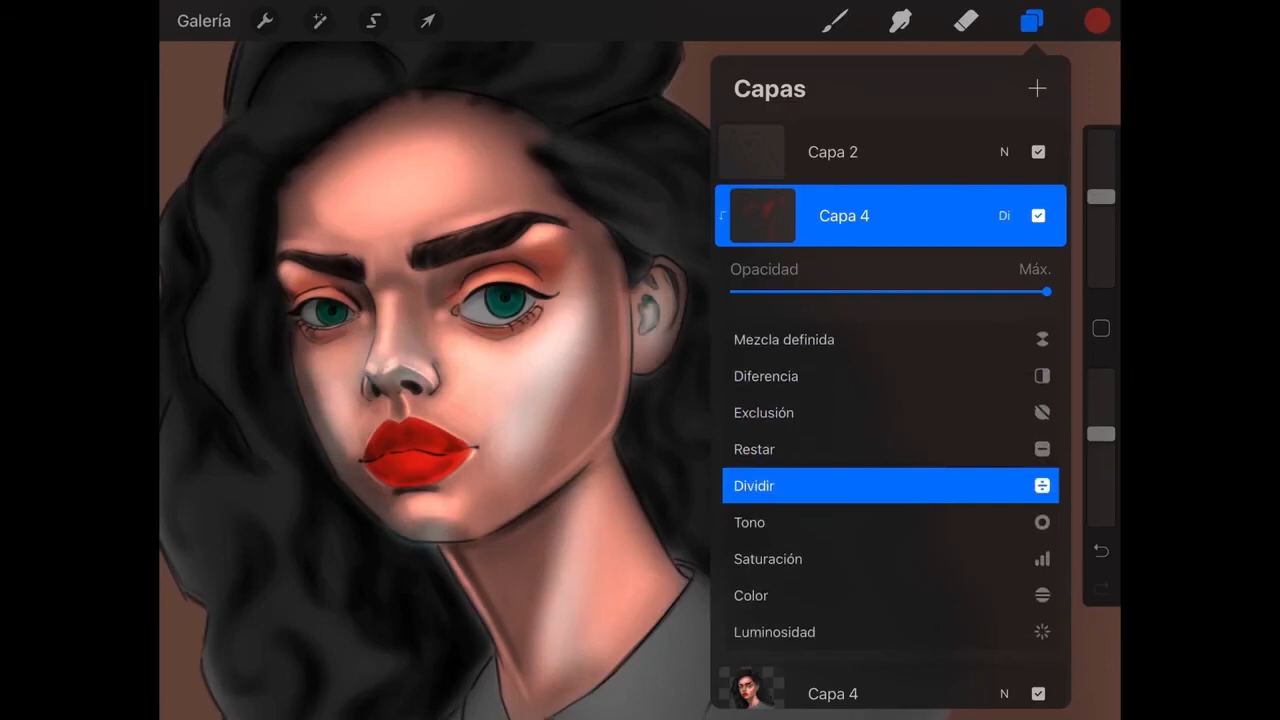 Galería
Capas
Capa 2 N
Capa 4 Di
Opacidad Máx.
Mezcla definida
Diferencia
Exclusión
Restar
Dividir
Tono
Saturación
Color
Luminosidad
Capa 4 N